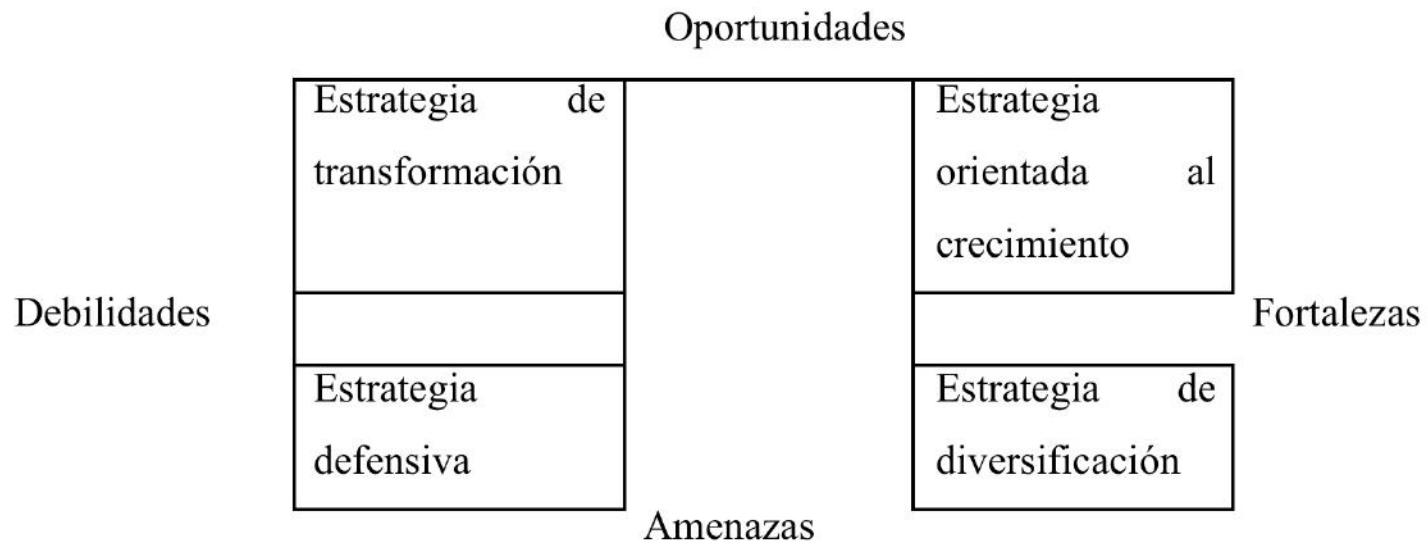 Oportunidades
Estrategia de
transformación
Estrategia
orientada al
crecimiento
Debilidades
Fortalezas
Estrategia
defensiva
Estrategia de
diversificación
Amenazas